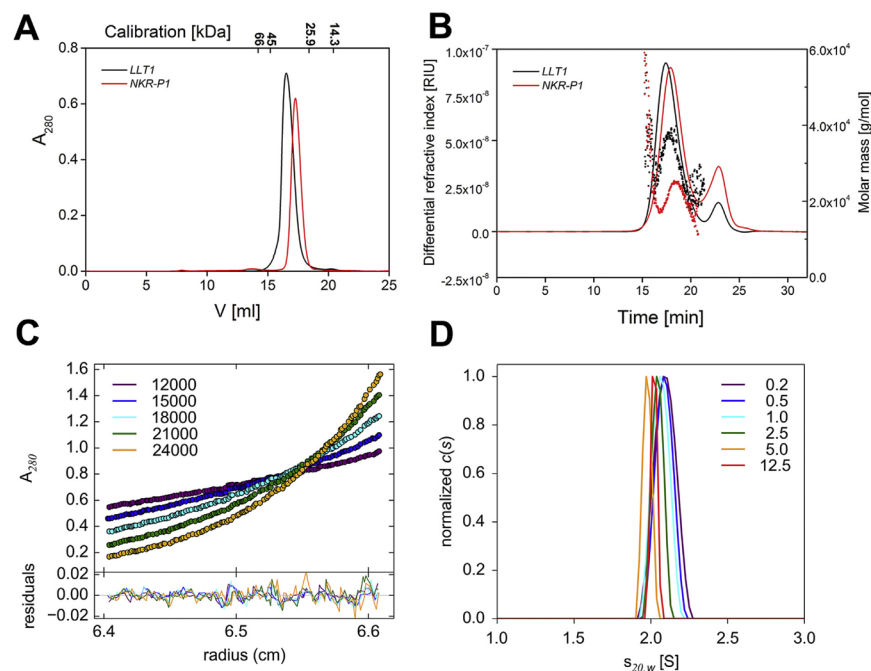 A
Calibration [kDa]
66
45
25.9
14.3
0.8
0.6
0.4
0.2
0.0
A280
LLT1
NKR-P1
0
5
10
15
20
25
V [ml]
B
1.0x10-7
7.5x10-8
5.0x10-8
2.5x10-8
0.0
-2.5x10-8
Differential refractive index [RIU]
LLT1
NKR-P1
6.0x10⁴
4.0x10⁴
2.0x10⁴
0.0
Molar mass [g/mol]
0
5
10
15
20
25
30
Time [min]
C
1.6
1.4
1.2
1.0
0.8
0.6
0.4
0.2
A280
12000
15000
18000
21000
24000
0.02
0.00
−0.01
residuals
6.4
6.5
6.6
radius (cm)
D
1.0
0.8
0.6
0.4
0.2
0.0
normalized c(s)
0.2
0.5
1.0
2.5
5.0
12.5
1.0
1.5
2.0
2.5
3.0
s20,w [S]